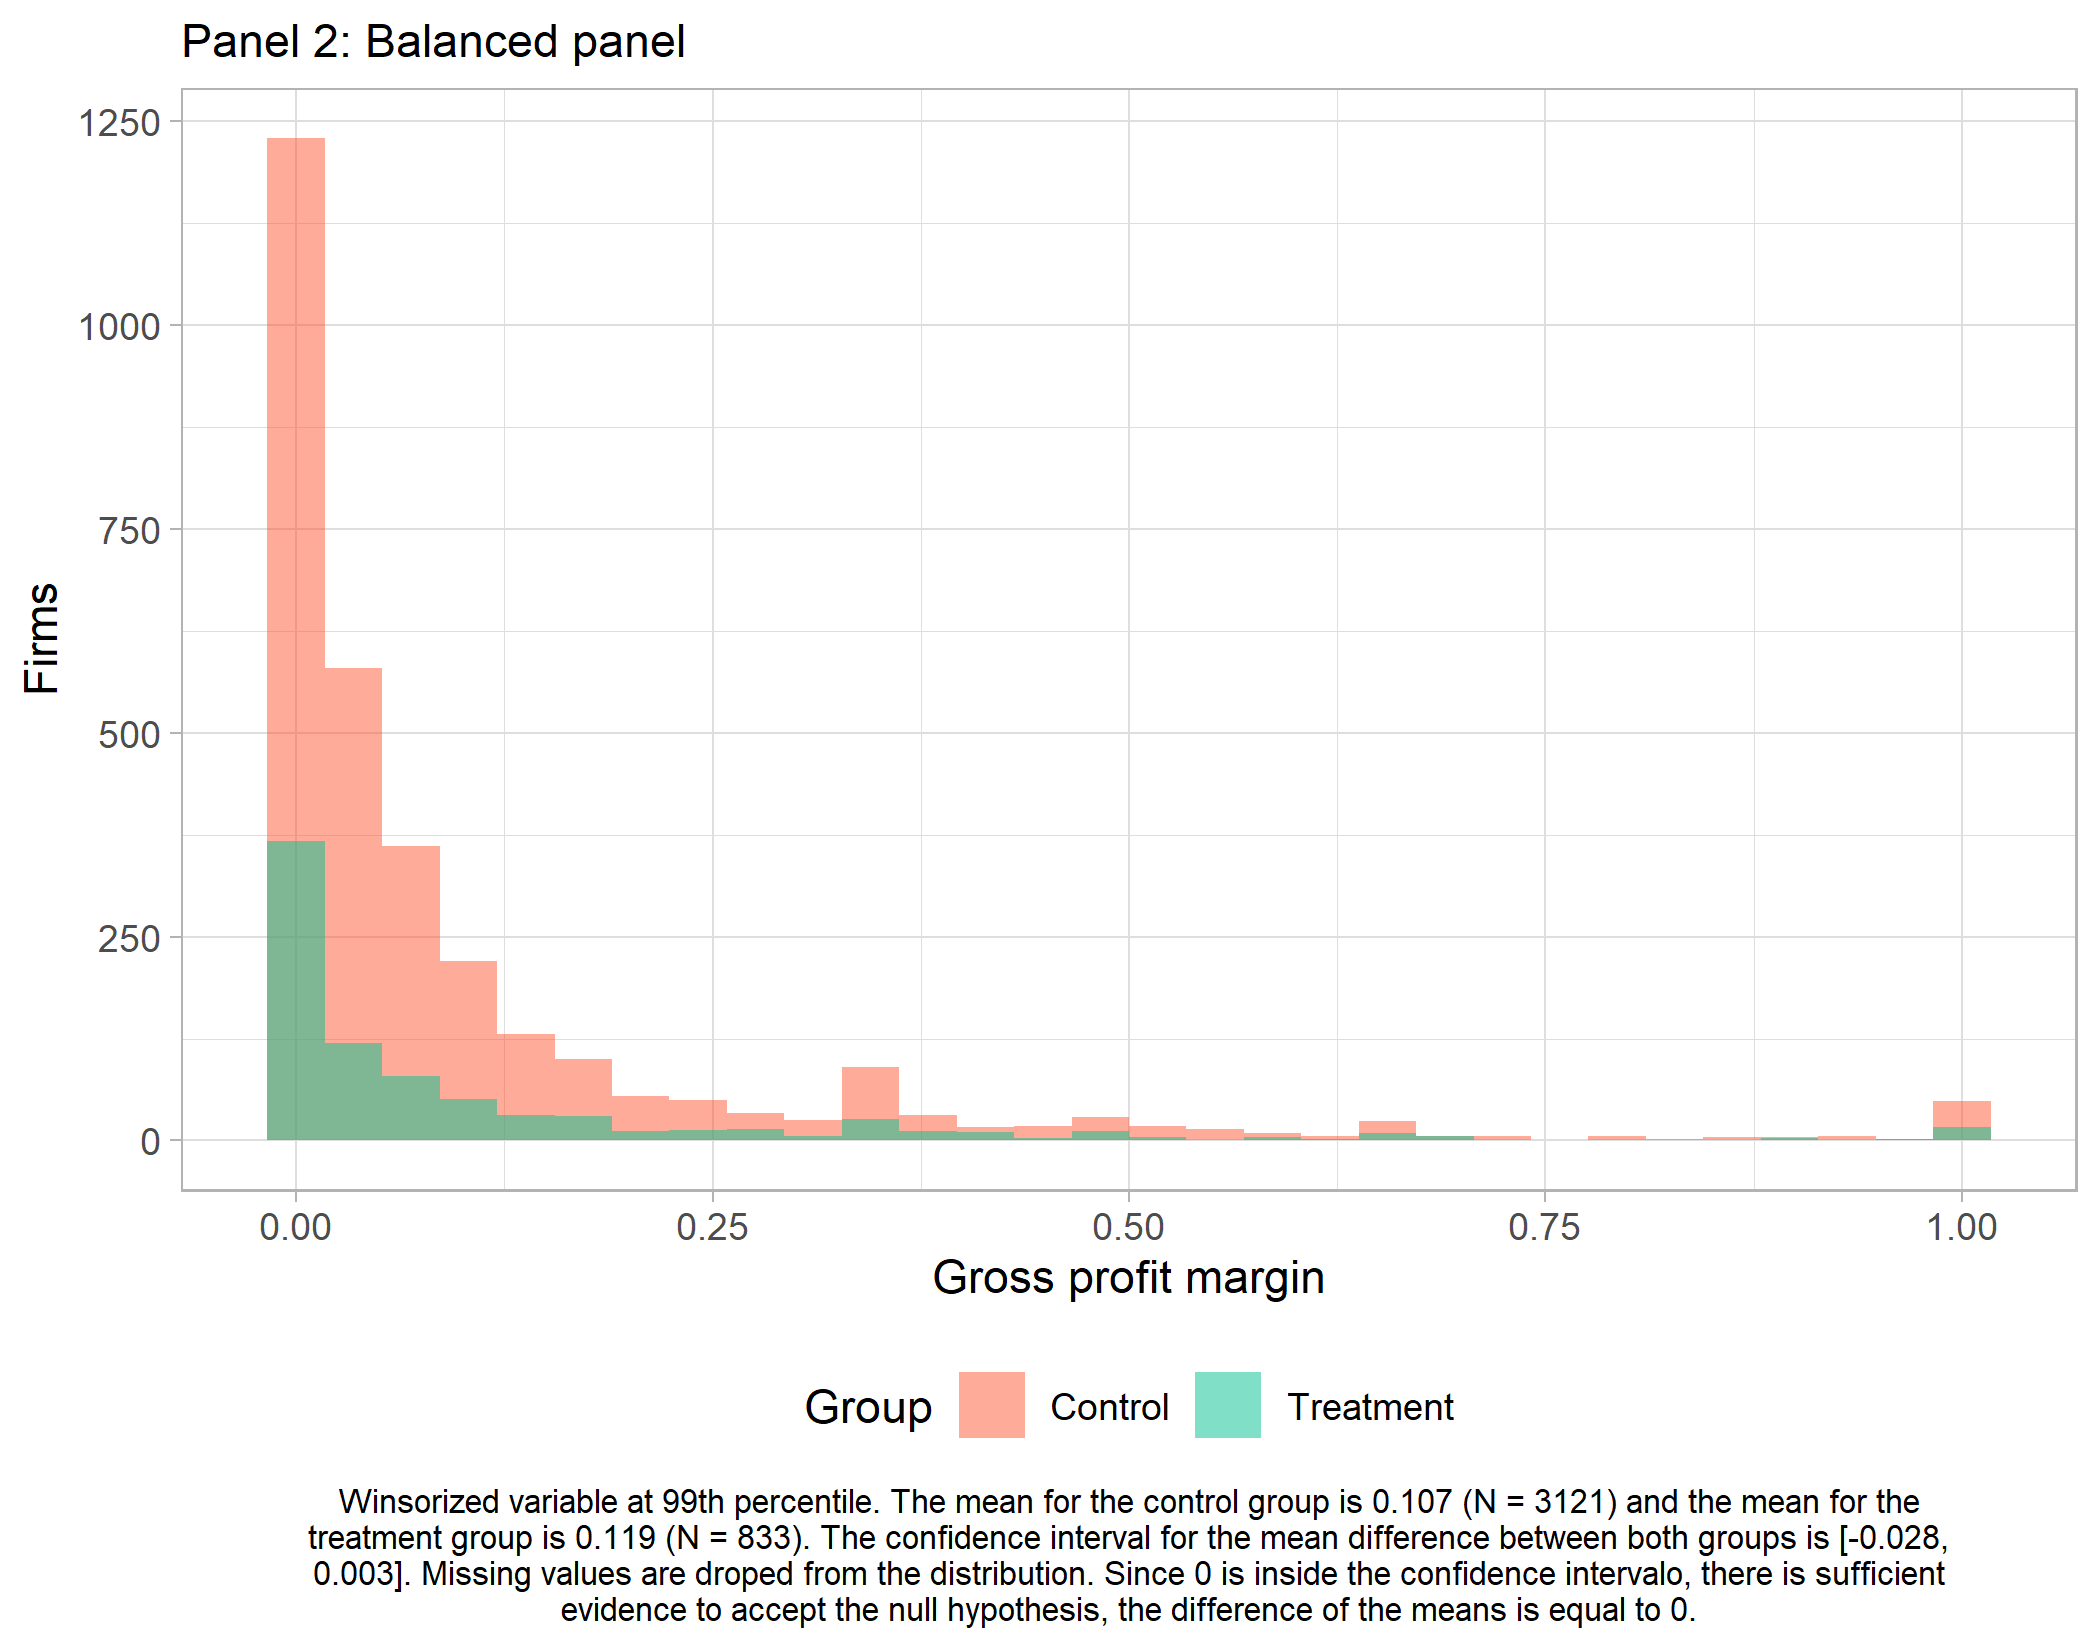 Panel 2: Balanced panel
1250
1000
750
500
250
0
Firms
0.00 0.25 0.50 0.75 1.00
Gross profit margin
Group Control Treatment
Winsorized variable at 99th percentile. The mean for the control group is 0.107 (N = 3121) and the mean for the
treatment group is 0.119 (N = 833). The confidence interval for the mean difference between both groups is [-0.028,
0.003]. Missing values are droped from the distribution. Since 0 is inside the confidence intervalo, there is sufficient
evidence to accept the null hypothesis, the difference of the means is equal to 0.